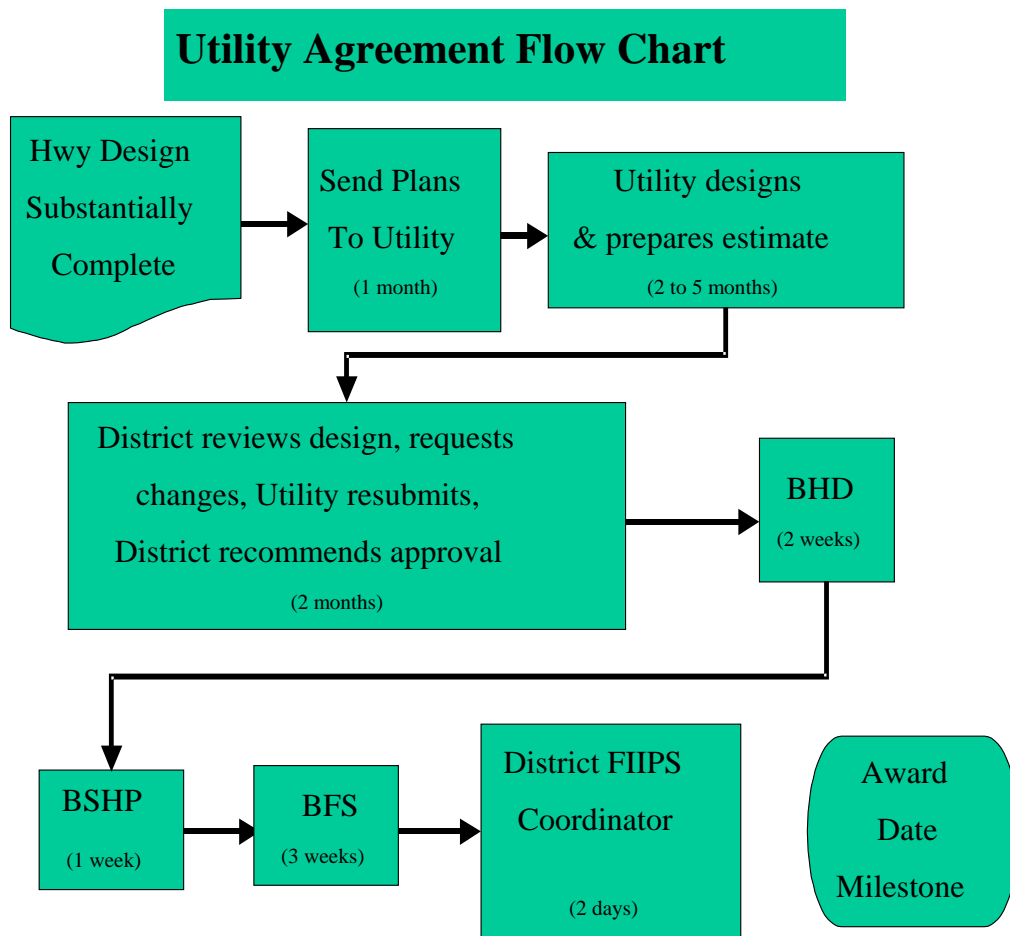 Utility Agreement Flow Chart
Hwy Design
Substantially
Complete
Send Plans
To Utility
(1 month)
Utility designs
& prepares estimate
(2 to 5 months)
District reviews design, requests
changes, Utility resubmits,
District recommends approval
(2 months)
BHD
(2 weeks)
BSHP
(1 week)
BFS
(3 weeks)
District FIIPS
Coordinator
(2 days)
Award
Date
Milestone